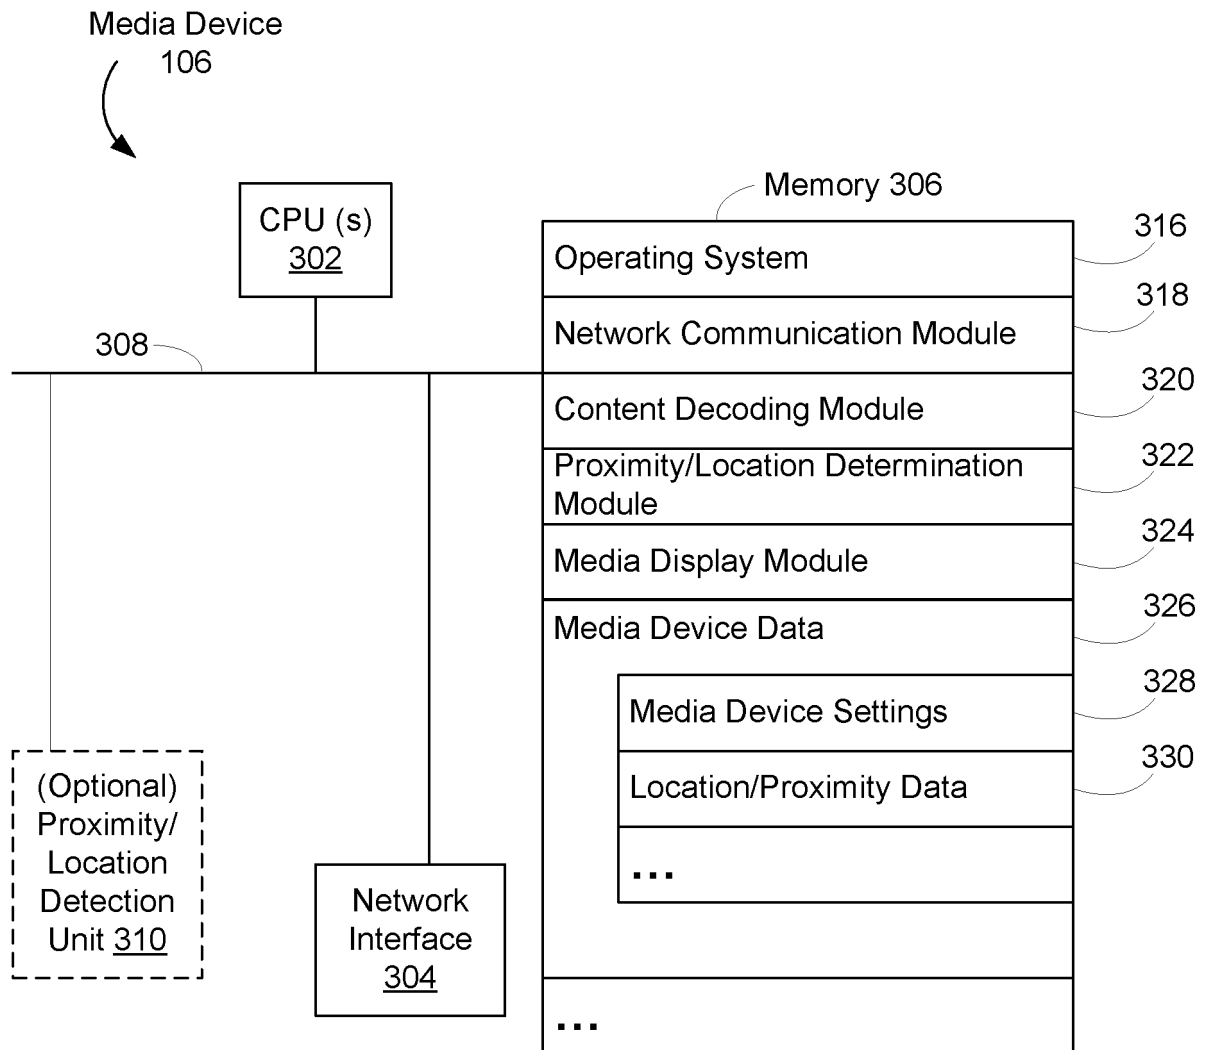 Media Device
106
CPU (s)
302
308
Memory 306
Operating System
316
Network Communication Module
318
Content Decoding Module
320
Proximity/Location Determination
Module
322
Media Display Module
324
Media Device Data
326
Media Device Settings
328
Location/Proximity Data
330
...
...
(Optional)
Proximity/
Location
Detection
Unit 310
Network
Interface
304